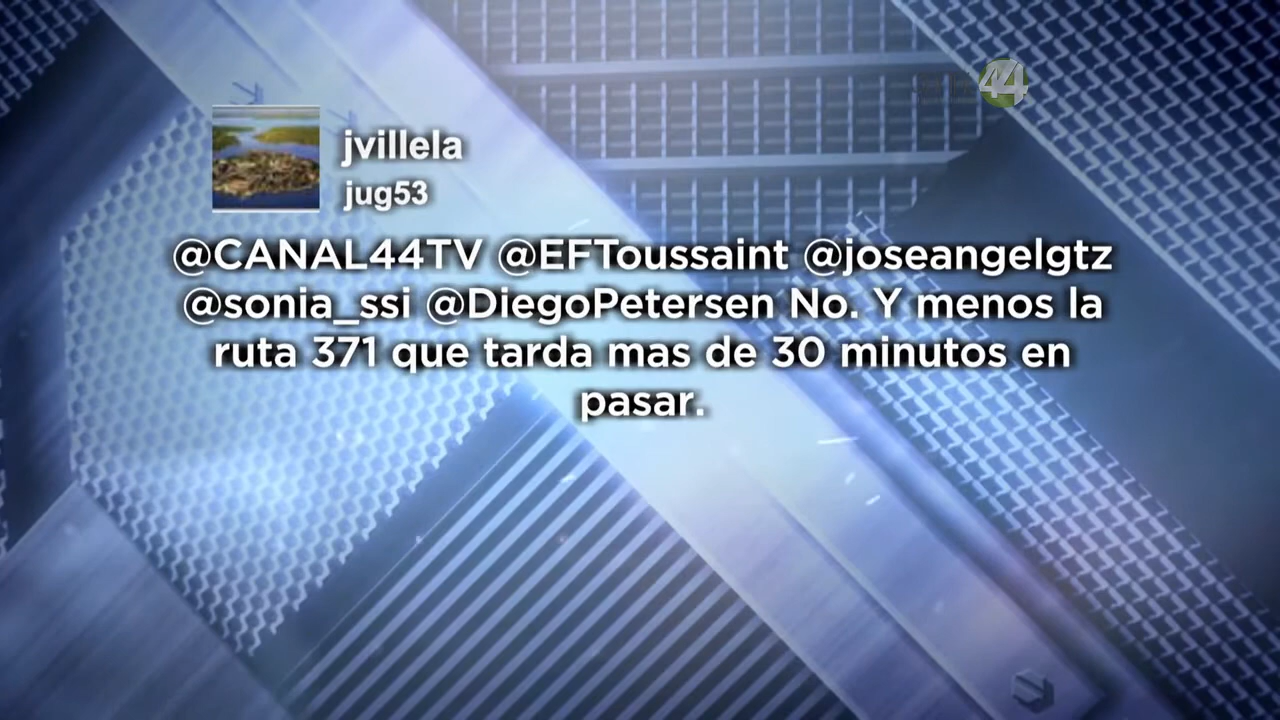 44
jvillela
jug53
@CANAL44TV @EFToussaint @joseangelgtz
@sonia_ssi @DiegoPetersen No. Y menos la
ruta 371 que tarda mas de 30 minutos en
pasar.